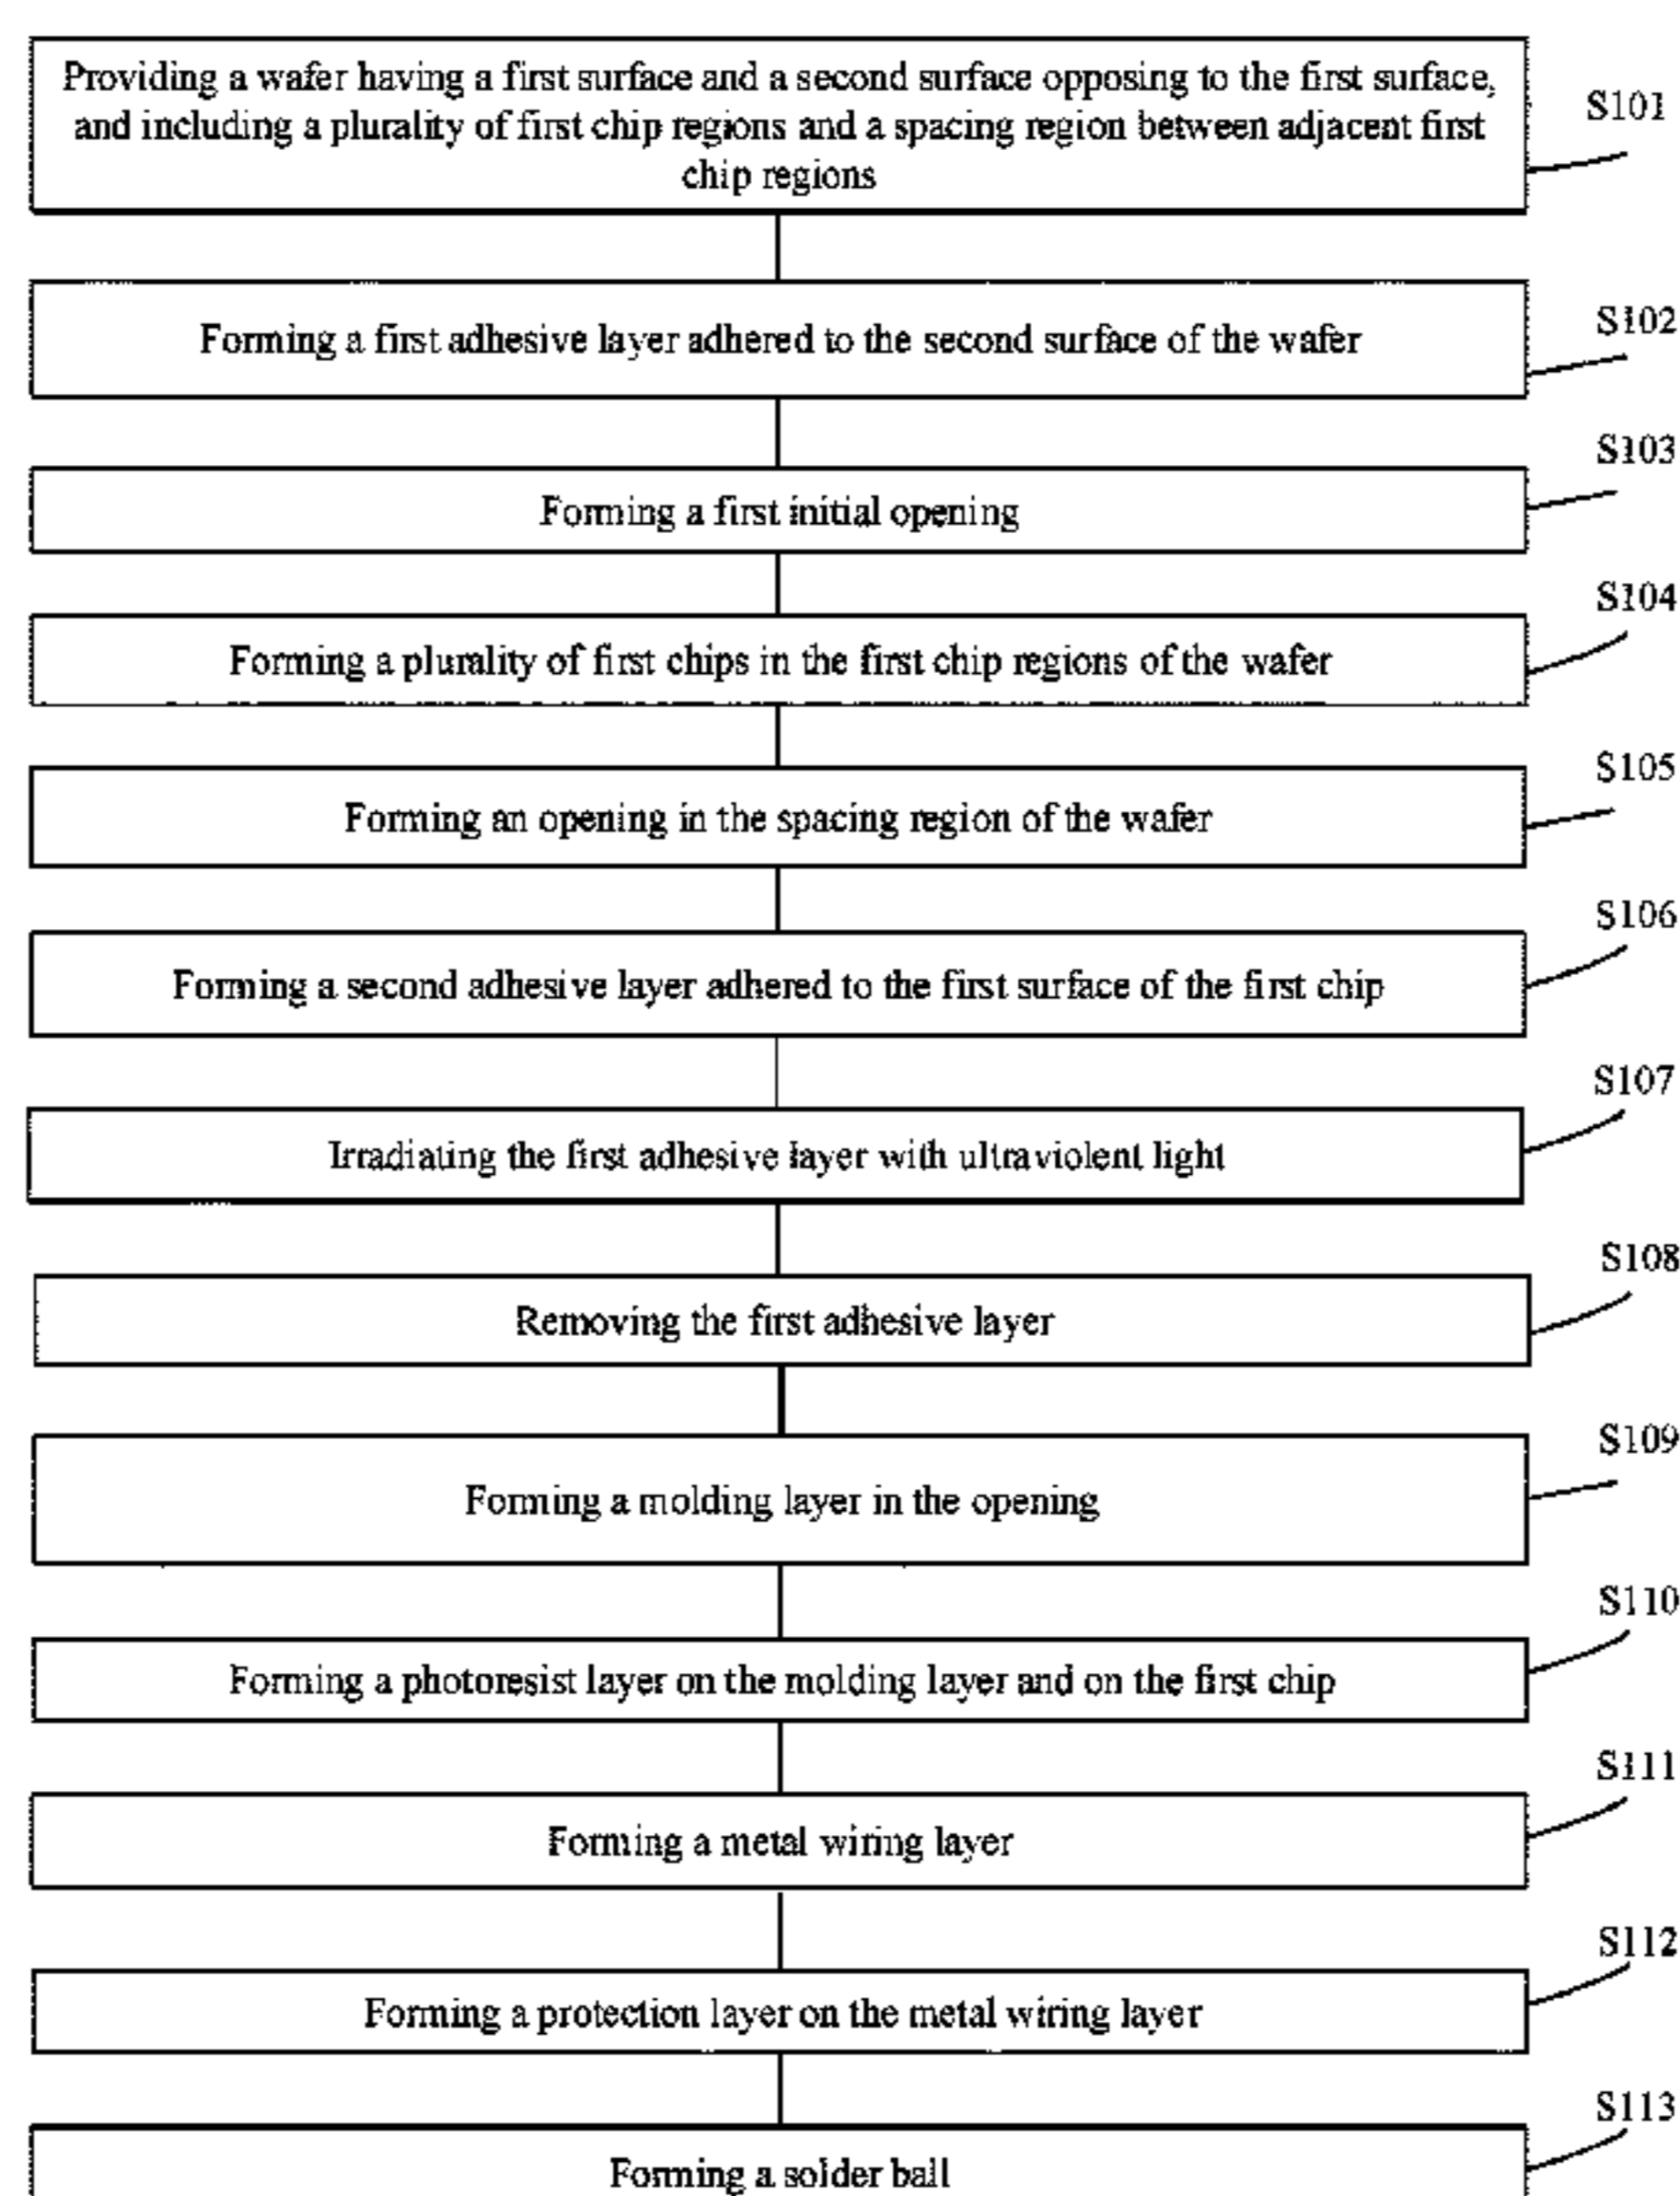 Providing a wafer having a first surface and a second surface opposing to the first surface,
and including a plurality of first chip regions and a spacing region between adjacent first
chip regions
S101
Forming a first adhesive layer adhered to the second surface of the wafer
S102
Forming a first initial opening
S103
Forming a plurality of first chips in the first chip regions of the wafer
S104
Forming an opening in the spacing region of the wafer
S105
Forming a second adhesive layer adhered to the first surface of the first chip
S106
Irradiating the first adhesive layer with ultraviolent light
S107
Removing the first adhesive layer
S108
Forming a molding layer in the opening
S109
Forming a photoresist layer on the molding layer and on the first chip
S110
Forming a metal wiring layer
S111
Forming a protection layer on the metal wiring layer
S112
Forming a solder ball
S113